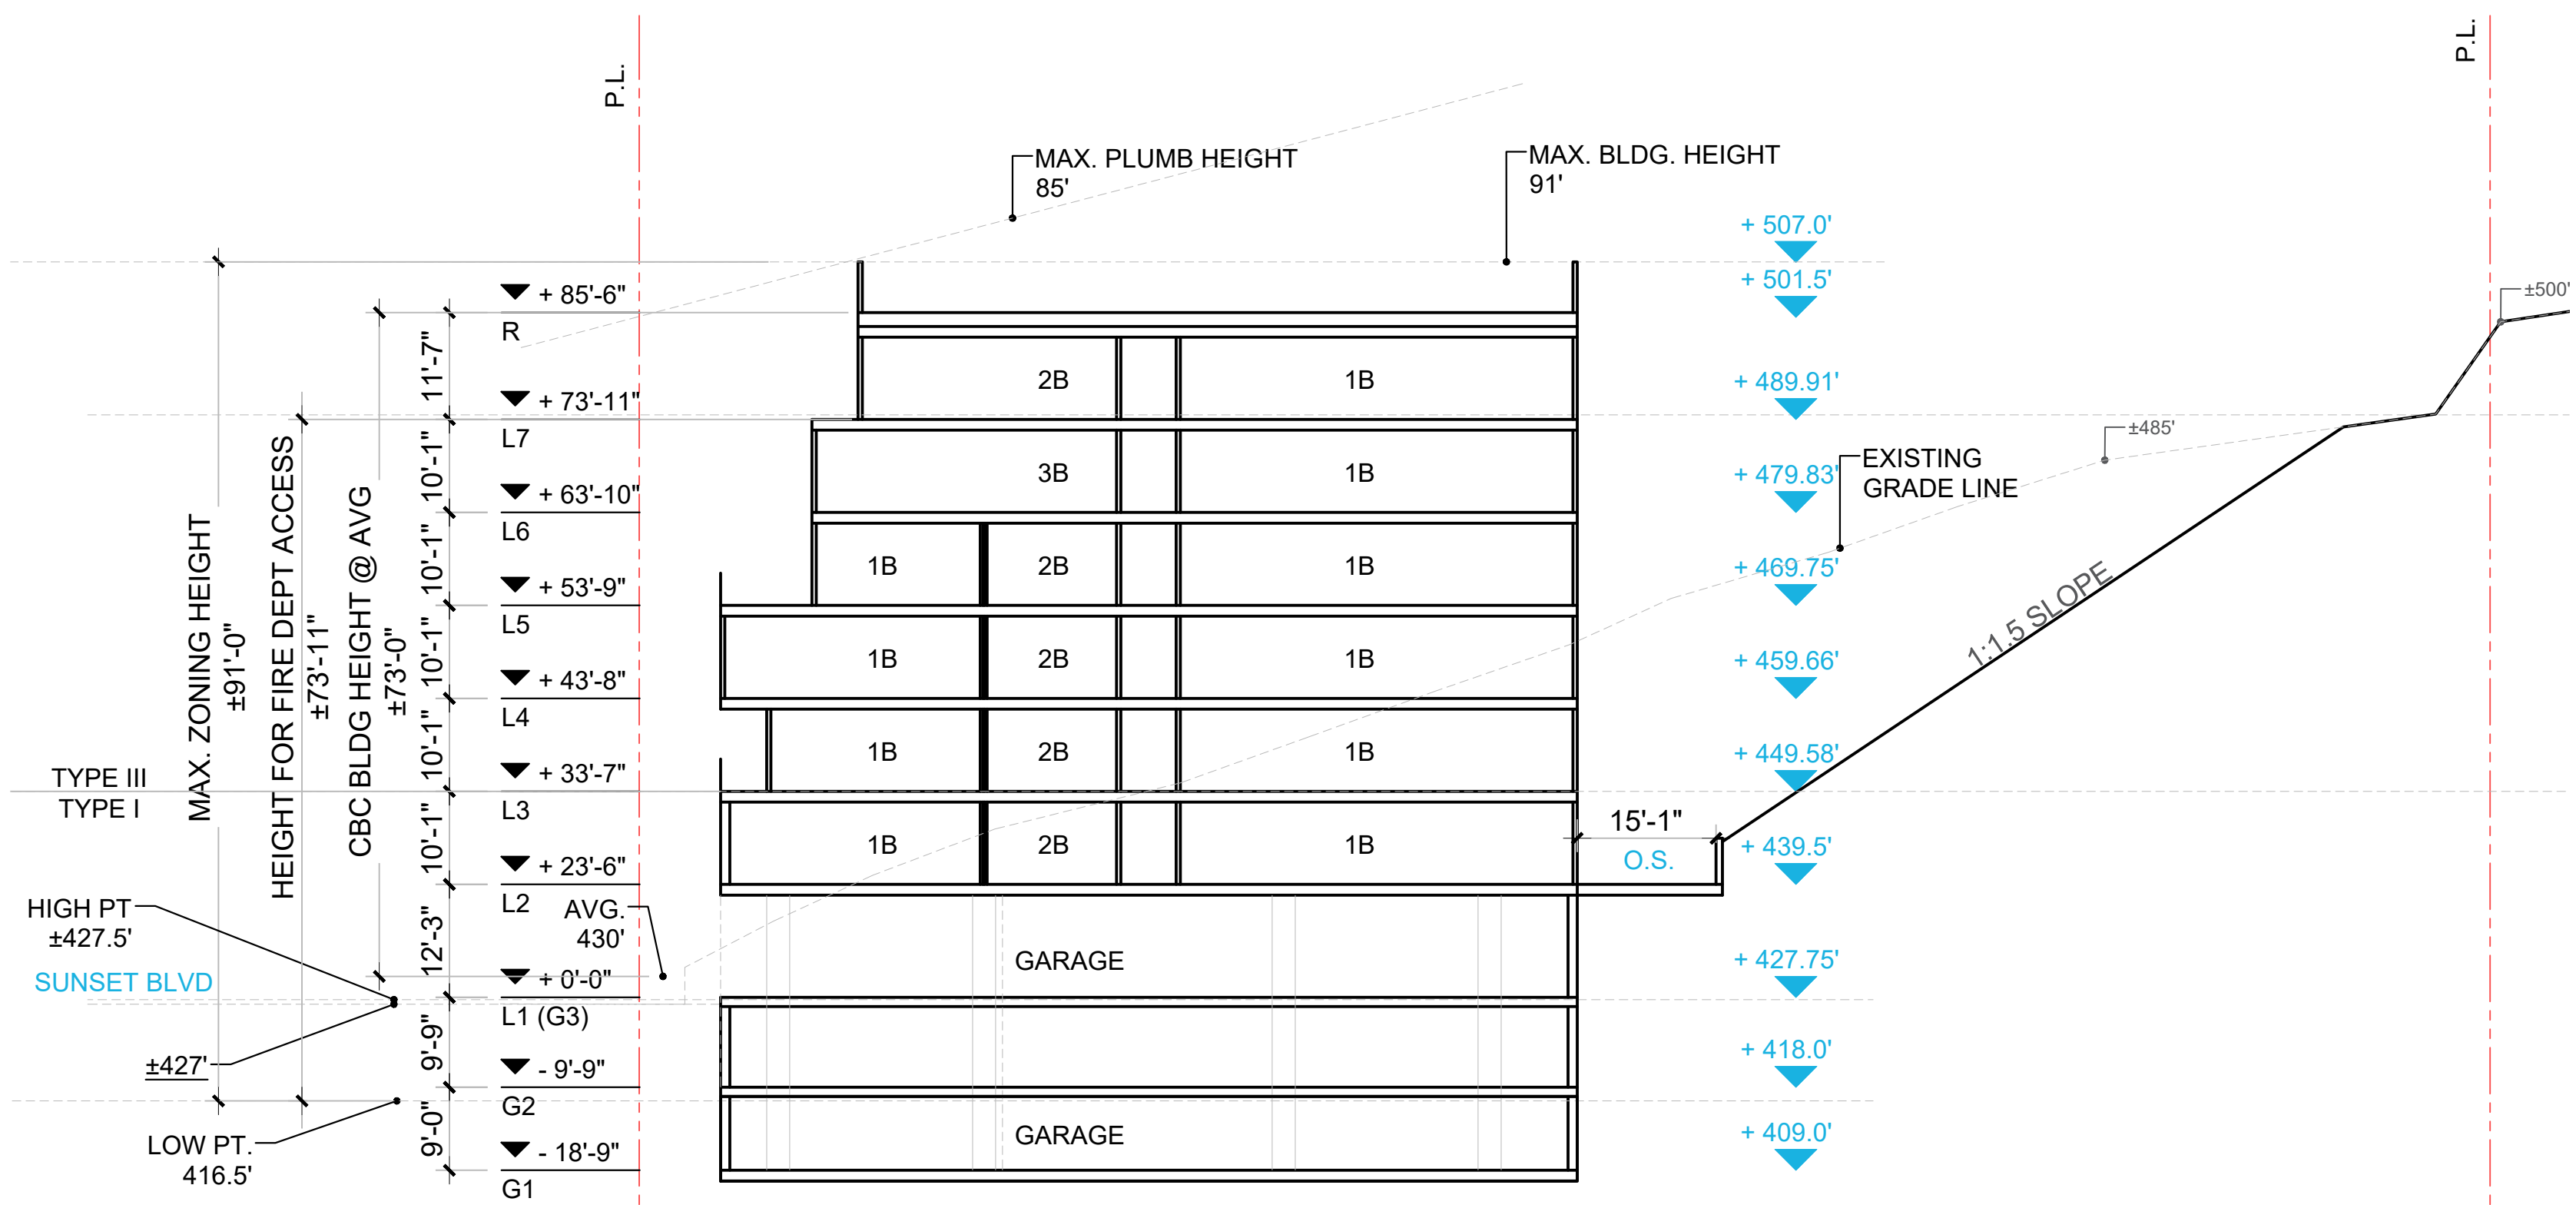 P.L.
P.L.
MAX. PLUMB HEIGHT
85'
MAX. BLDG. HEIGHT
91'
+ 507.0'
+ 501.5'
±500'
+ 85'-6"
R
11'-7"
2B
1B
+ 489.91'
+ 73'-11"
L7
10'-1"
3B
1B
+ 479.83'
±485'
EXISTING
GRADE LINE
+ 63'-10"
L6
10'-1"
1B
2B
1B
+ 469.75'
+ 53'-9"
L5
10'-1"
1B
2B
1B
+ 459.66'
1:1.5 SLOPE
+ 43'-8"
L4
10'-1"
1B
2B
1B
+ 449.58'
+ 33'-7"
L3
10'-1"
1B
2B
1B
15'-1"
O.S.
+ 439.5'
+ 23'-6"
L2
12'-3"
AVG.
430'
GARAGE
+ 427.75'
+ 0'-0"
L1 (G3)
9'-9"
+ 418.0'
- 9'-9"
G2
9'-0"
GARAGE
+ 409.0'
- 18'-9"
G1
MAX. ZONING HEIGHT
±91'-0"
HEIGHT FOR FIRE DEPT ACCESS
±73'-11"
CBC BLDG HEIGHT @ AVG
±73'-0"
TYPE III
TYPE I
HIGH PT
±427.5'
SUNSET BLVD
±427'
LOW PT.
416.5'